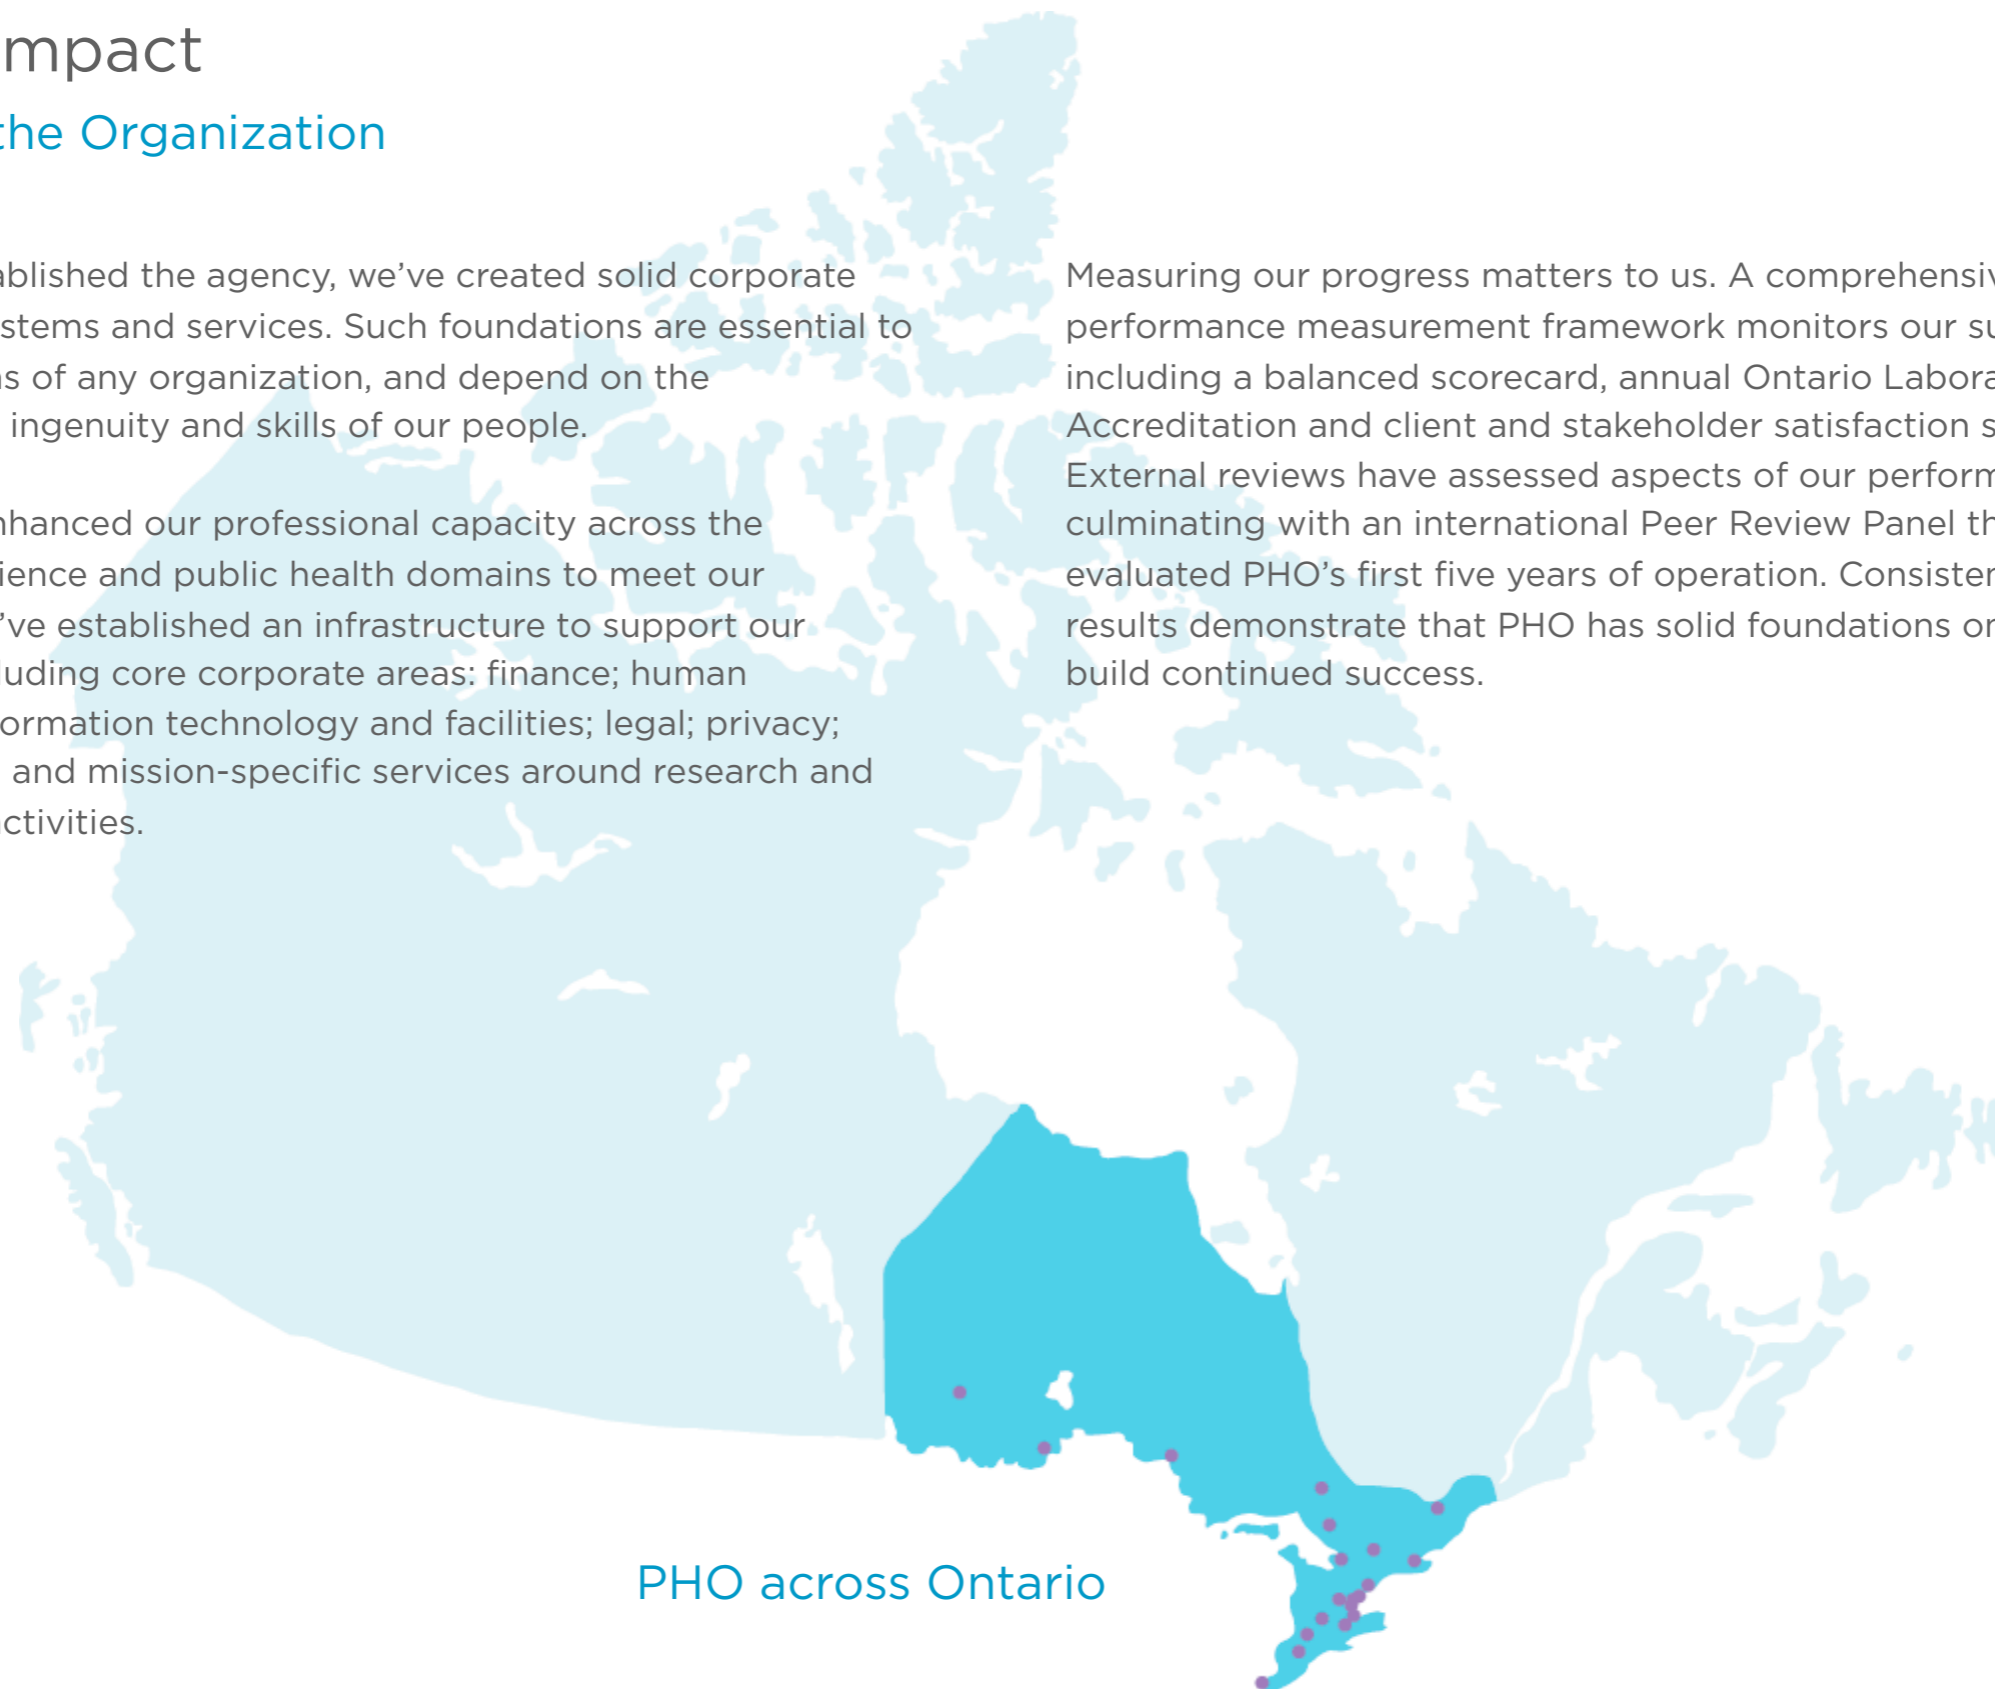 mpact
the Organization
ablished the agency, we've created solid corporate
stems and services. Such foundations are essential to
ns of any organization, and depend on the
ingenuity and skills of our people.
nhanced our professional capacity across the
ience and public health domains to meet our
've established an infrastructure to support our
luding core corporate areas: finance; human
ormation technology and facilities; legal; privacy;
and mission-specific services around research and
activities.
Measuring our progress matters to us. A comprehensiv
performance measurement framework monitors our su
including a balanced scorecard, annual Ontario Labora
Accreditation and client and stakeholder satisfaction s
External reviews have assessed aspects of our perform
culminating with an international Peer Review Panel th
evaluated PHO's first five years of operation. Consisten
results demonstrate that PHO has solid foundations on
build continued success.
PHO across Ontario